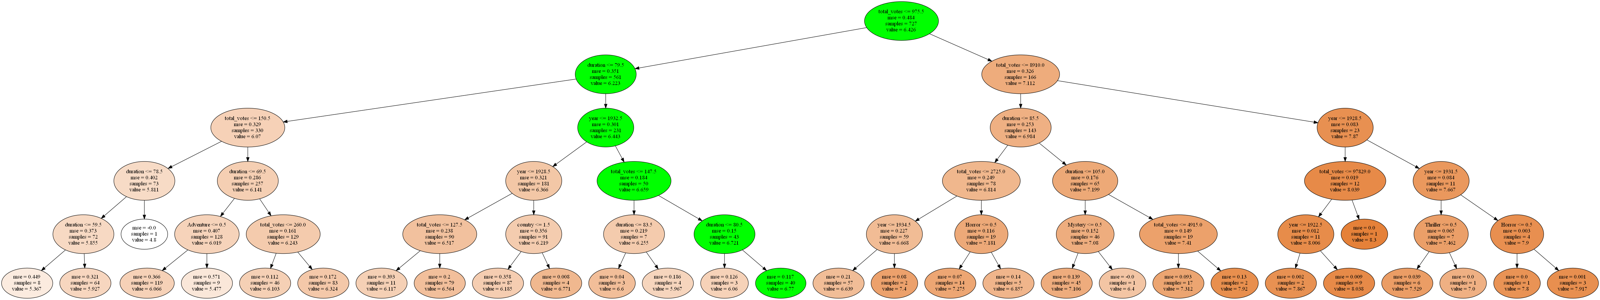 total_votes <= 975.5
mse = 0.484
samples = 727
value = 6.426
duration <= 79.5
mse = 0.351
samples = 561
value = 6.223
total_votes <= 8910.0
mse = 0.326
samples = 166
value = 7.112
total_votes <= 150.5
mse = 0.329
samples = 330
value = 6.07
year <= 1932.5
mse = 0.301
samples = 231
value = 6.443
duration <= 85.5
mse = 0.253
samples = 143
value = 6.984
year <= 1928.5
mse = 0.083
samples = 23
value = 7.87
duration <= 78.5
mse = 0.402
samples = 73
value = 5.811
duration <= 69.5
mse = 0.286
samples = 257
value = 6.141
year <= 1928.5
mse = 0.321
samples = 181
value = 6.366
total_votes <= 147.5
mse = 0.184
samples = 50
value = 6.659
total_votes <= 2725.0
mse = 0.249
samples = 78
value = 6.814
duration <= 105.0
mse = 0.176
samples = 65
value = 7.199
total_votes <= 97829.0
mse = 0.019
samples = 12
value = 8.039
year <= 1931.5
mse = 0.084
samples = 11
value = 7.667
duration <= 59.5
mse = 0.373
samples = 72
value = 5.855
mse = -0.0
samples = 1
value = 4.8
Adventure <= 0.5
mse = 0.407
samples = 128
value = 6.019
total_votes <= 260.0
mse = 0.161
samples = 129
value = 6.243
total_votes <= 127.5
mse = 0.238
samples = 90
value = 6.517
country <= 1.5
mse = 0.356
samples = 91
value = 6.219
duration <= 83.5
mse = 0.219
samples = 7
value = 6.255
duration <= 80.5
mse = 0.15
samples = 43
value = 6.721
year <= 1934.5
mse = 0.227
samples = 59
value = 6.668
Horror <= 0.5
mse = 0.116
samples = 19
value = 7.181
Mystery <= 0.5
mse = 0.152
samples = 46
value = 7.08
total_votes <= 4915.0
mse = 0.149
samples = 19
value = 7.41
year <= 1922.5
mse = 0.012
samples = 11
value = 8.006
mse = 0.0
samples = 1
value = 8.3
Thriller <= 0.5
mse = 0.065
samples = 7
value = 7.462
Horror <= 0.5
mse = 0.003
samples = 4
value = 7.9
mse = 0.449
samples = 8
value = 5.367
mse = 0.321
samples = 64
value = 5.927
mse = 0.366
samples = 119
value = 6.066
mse = 0.571
samples = 9
value = 5.477
mse = 0.112
samples = 46
value = 6.103
mse = 0.172
samples = 83
value = 6.324
mse = 0.393
samples = 11
value = 6.117
mse = 0.2
samples = 79
value = 6.564
mse = 0.358
samples = 87
value = 6.185
mse = 0.008
samples = 4
value = 6.771
mse = 0.04
samples = 3
value = 6.6
mse = 0.186
samples = 4
value = 5.967
mse = 0.126
samples = 3
value = 6.06
mse = 0.127
samples = 40
value = 6.77
mse = 0.21
samples = 57
value = 6.639
mse = 0.08
samples = 2
value = 7.4
mse = 0.07
samples = 14
value = 7.275
mse = 0.14
samples = 5
value = 6.857
mse = 0.139
samples = 45
value = 7.106
mse = -0.0
samples = 1
value = 6.4
mse = 0.093
samples = 17
value = 7.312
mse = 0.13
samples = 2
value = 7.92
mse = 0.002
samples = 2
value = 7.867
mse = 0.009
samples = 9
value = 8.038
mse = 0.039
samples = 6
value = 7.529
mse = 0.0
samples = 1
value = 7.0
mse = 0.0
samples = 1
value = 7.8
mse = 0.001
samples = 3
value = 7.917